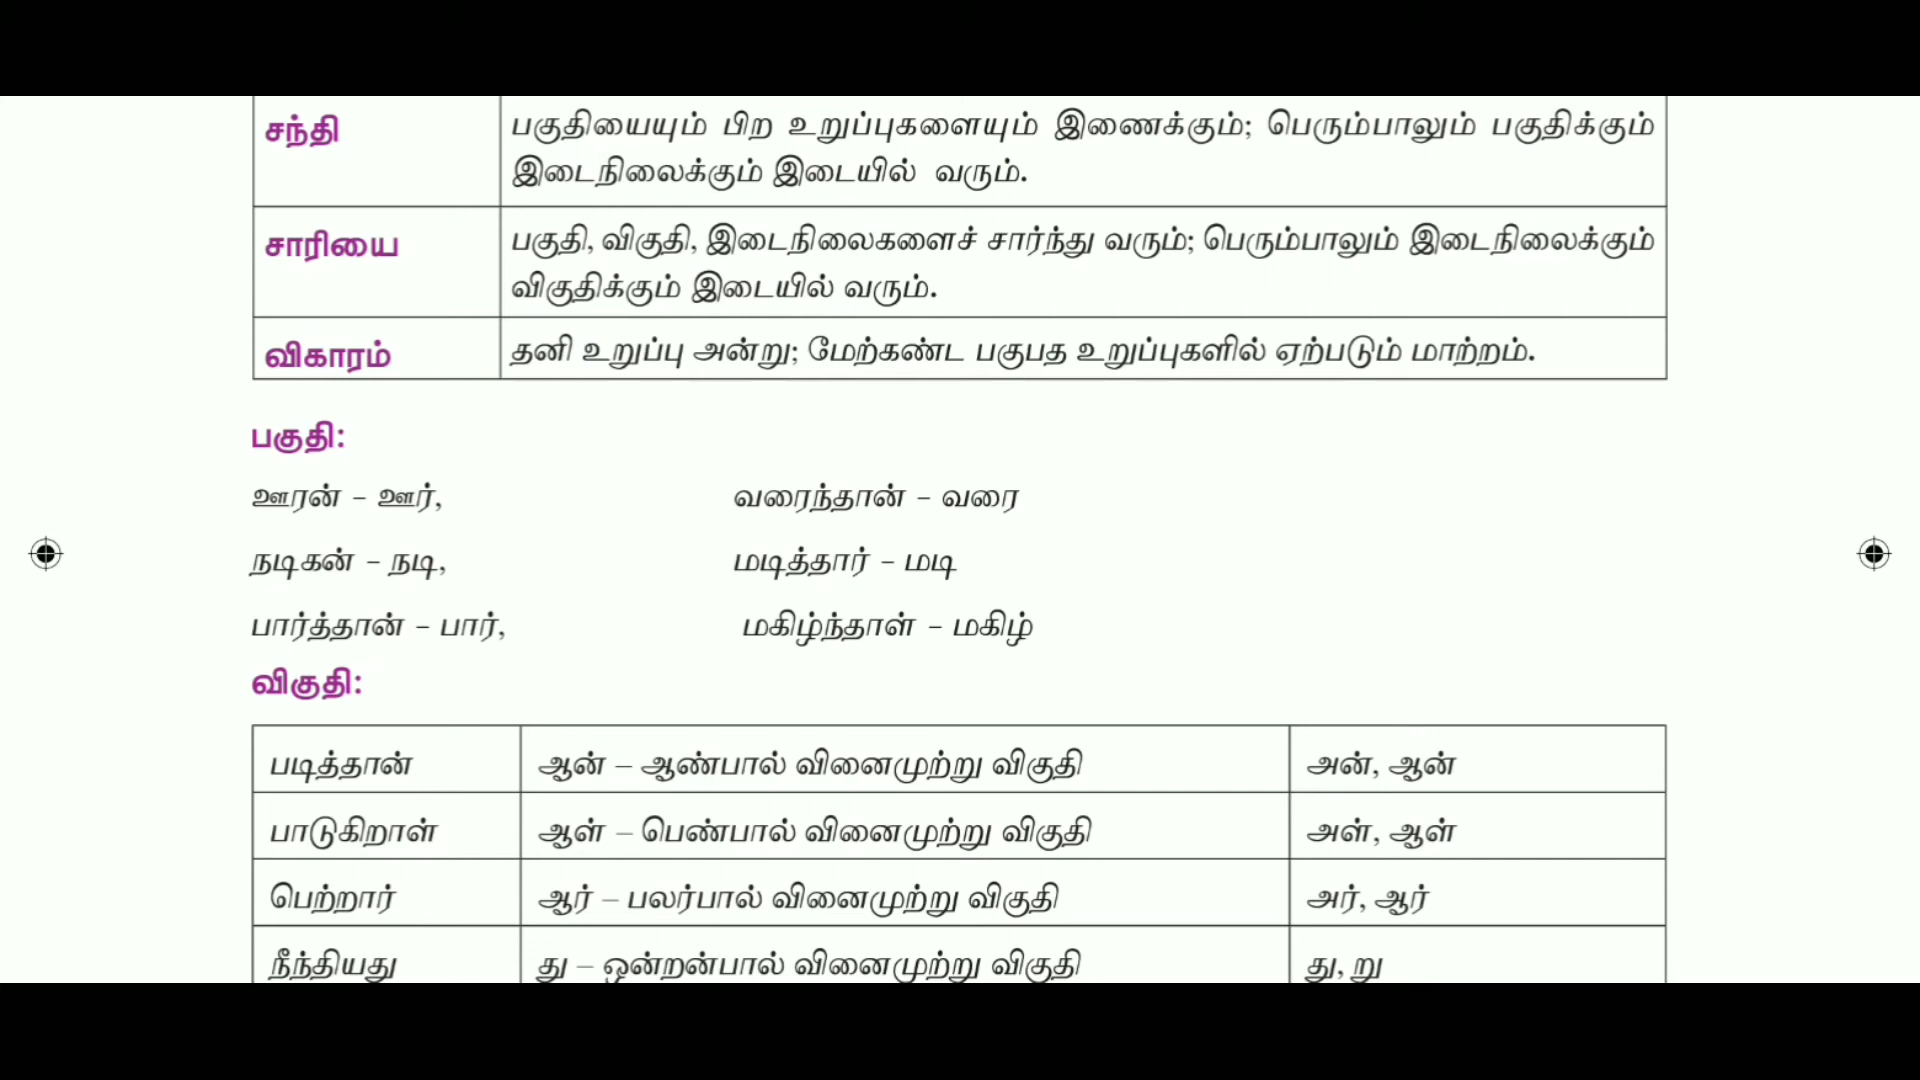 சந்தி
பகுதியையும் பிற உறுப்புகளையும் இணைக்கும்; பெரும்பாலும் பகுதிக்கும்
இடைநிலைக்கும் இடையில் வரும்.
சாரியை
பகுதி, விகுதி, இடைநிலைகளைச் சார்ந்து வரும்; பெரும்பாலும் இடைநிலைக்கும்
விகுதிக்கும் இடையில் வரும்.
விகாரம்
தனி உறுப்பு அன்று; மேற்கண்ட பகுபத உறுப்புகளில் ஏற்படும் மாற்றம்.
பகுதி:
ஊரன் – ஊர், வரைந்தான் – வரை
நடிகன் – நடி, மடித்தார் – மடி
பார்த்தான் – பார், மகிழ்ந்தாள் – மகிழ்
விகுதி:
படித்தான் ஆன் – ஆண்பால் வினைமுற்று விகுதி அன், ஆன்
பாடுகிறாள் ஆள் – பெண்பால் வினைமுற்று விகுதி அள், ஆள்
பெற்றார் ஆர் – பலர்பால் வினைமுற்று விகுதி அர், ஆர்
நீந்தியது து – ஒன்றன்பால் வினைமுற்று விகுதி து, று